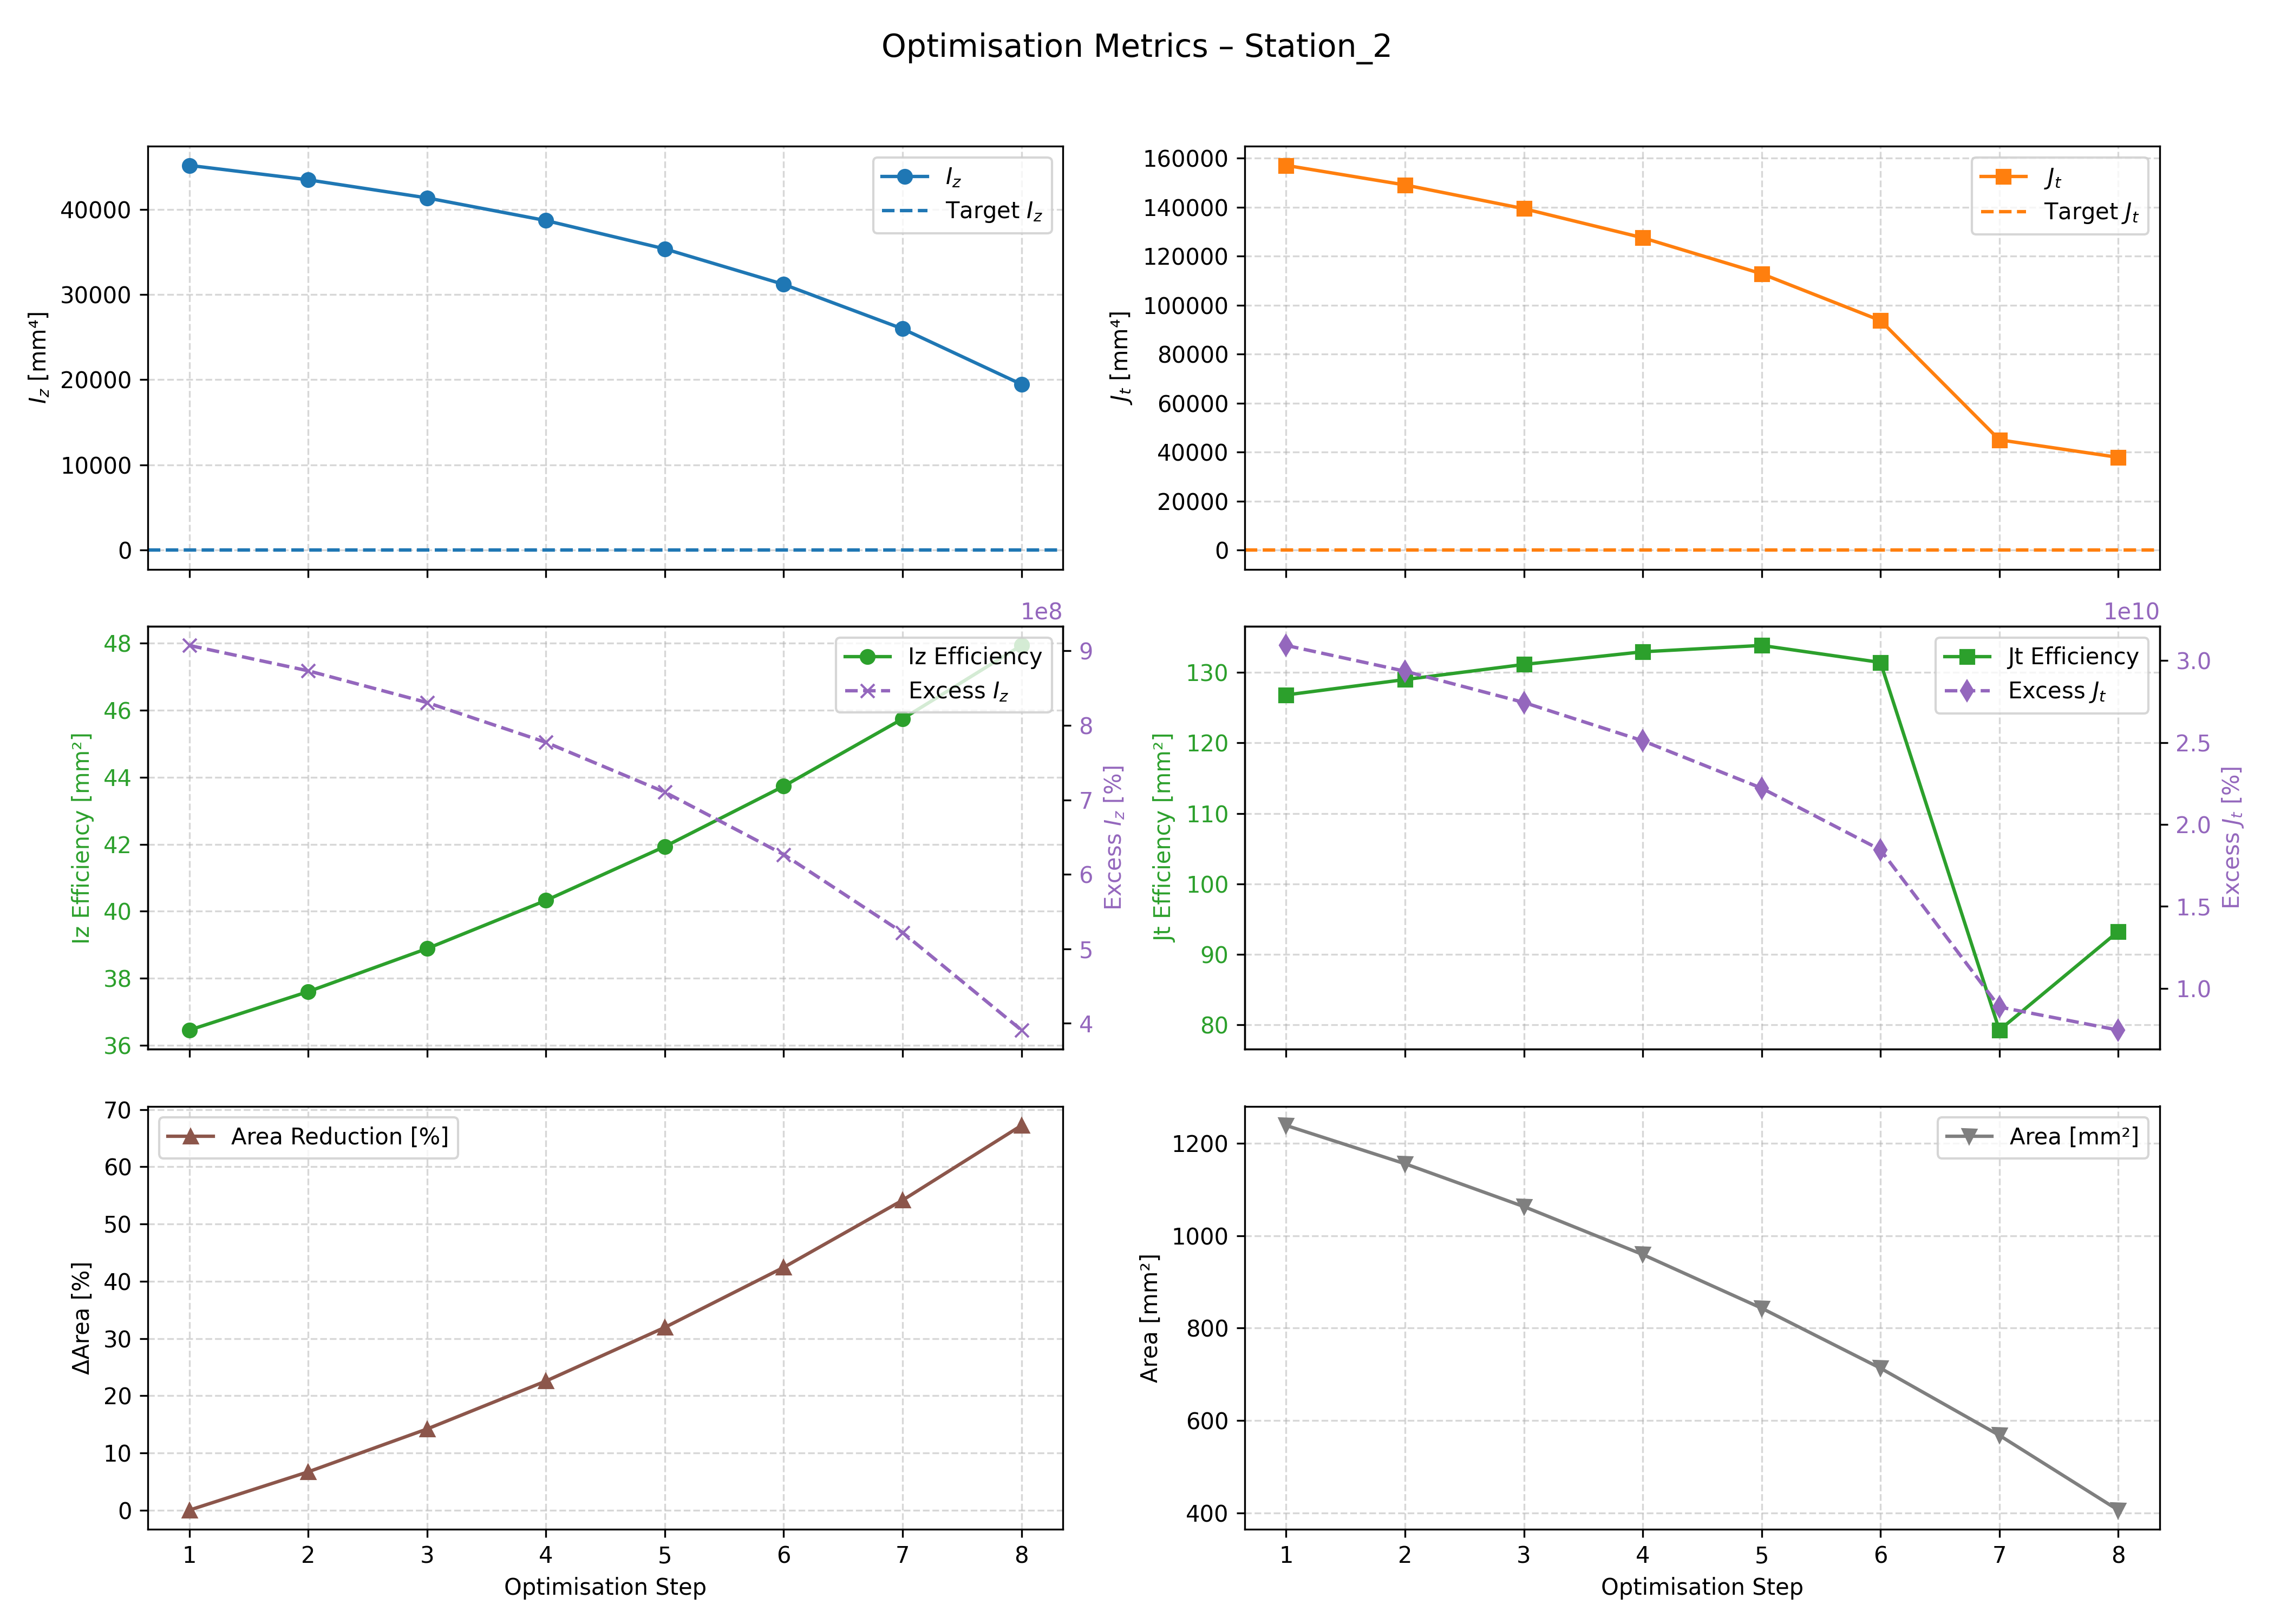 Optimisation Metrics – Station_2
I_z [mm⁴]
40000
30000
20000
10000
0
I_z
Target I_z
J_t [mm⁴]
160000
140000
120000
100000
80000
60000
40000
20000
0
J_t
Target J_t
Iz Efficiency [mm²]
48
46
44
42
40
38
36
Iz Efficiency
Excess I_z
1e8
9
8
7
6
5
4
Excess I_z [%]
Jt Efficiency [mm²]
130
120
110
100
90
80
Jt Efficiency
Excess J_t
1e10
3.0
2.5
2.0
1.5
1.0
Excess J_t [%]
ΔArea [%]
70
60
50
40
30
20
10
0
Area Reduction [%]
1 2 3 4 5 6 7 8
Optimisation Step
Area [mm²]
1200
1000
800
600
400
Area [mm²]
1 2 3 4 5 6 7 8
Optimisation Step